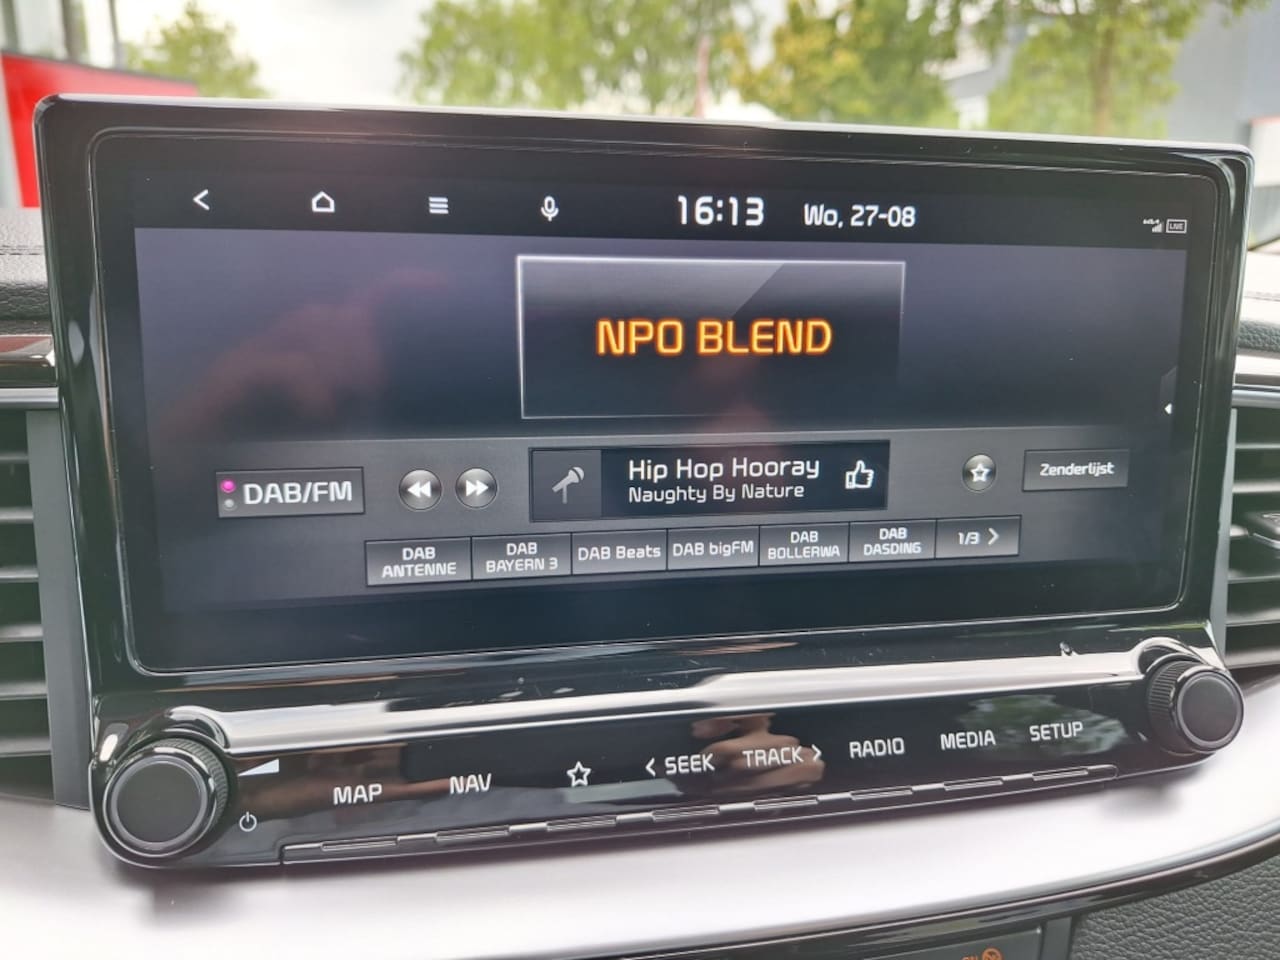 16:13 Wo, 27-08
LIVE
NPO BLEND
DAB/FM
Hip Hop Hooray
Naughty By Nature
Zenderlijst
DAB ANTENNE
DAB BAYERN 3
DAB Beats
DAB bigFM
DAB BOLLERWA
DAB DASDING
1/3 >
MAP NAV < SEEK TRACK > RADIO MEDIA SETUP